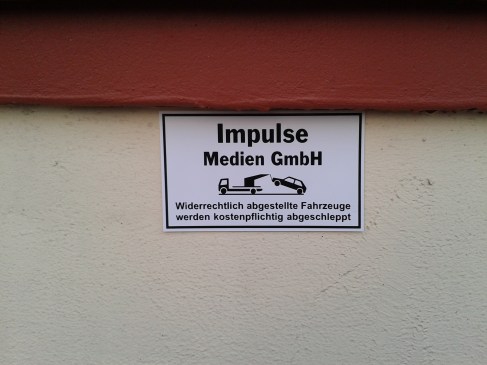 Impulse
Medien GmbH
Widerrechtlich abgestellte Fahrzeuge
werden kostenpflichtig abgeschleppt